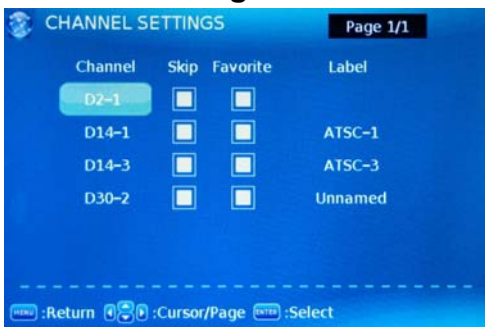 CHANNEL SETTINGS Page 1/1
Channel Skip Favorite Label
D2-1
D14-1 ATSC-1
D14-3 ATSC-3
D30-2 Unnamed
MENU :Return :Cursor/Page ENTER :Select